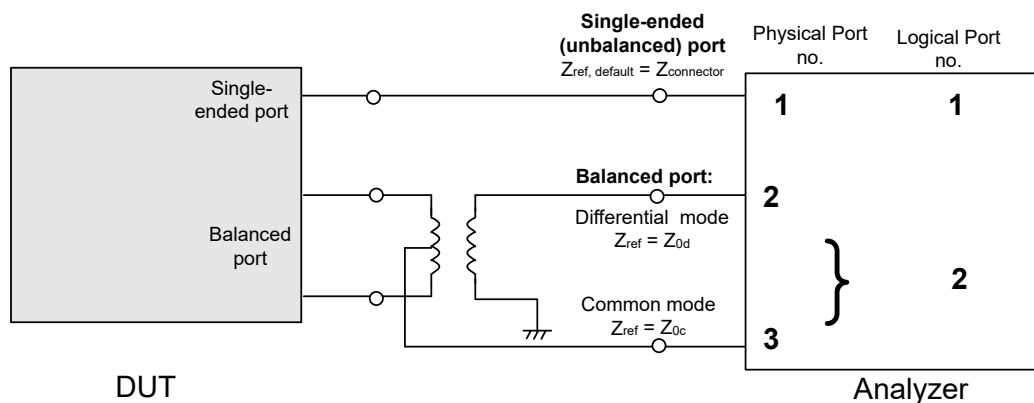 Single-ended
(unbalanced) port
Zref, default = Zconnector
Physical Port
no.
Logical Port
no.
Single-
ended port
1
1
Balanced port:
2
Differential mode
Zref = Z0d
Balanced
port
2
Common mode
Zref = Z0c
3
DUT
Analyzer